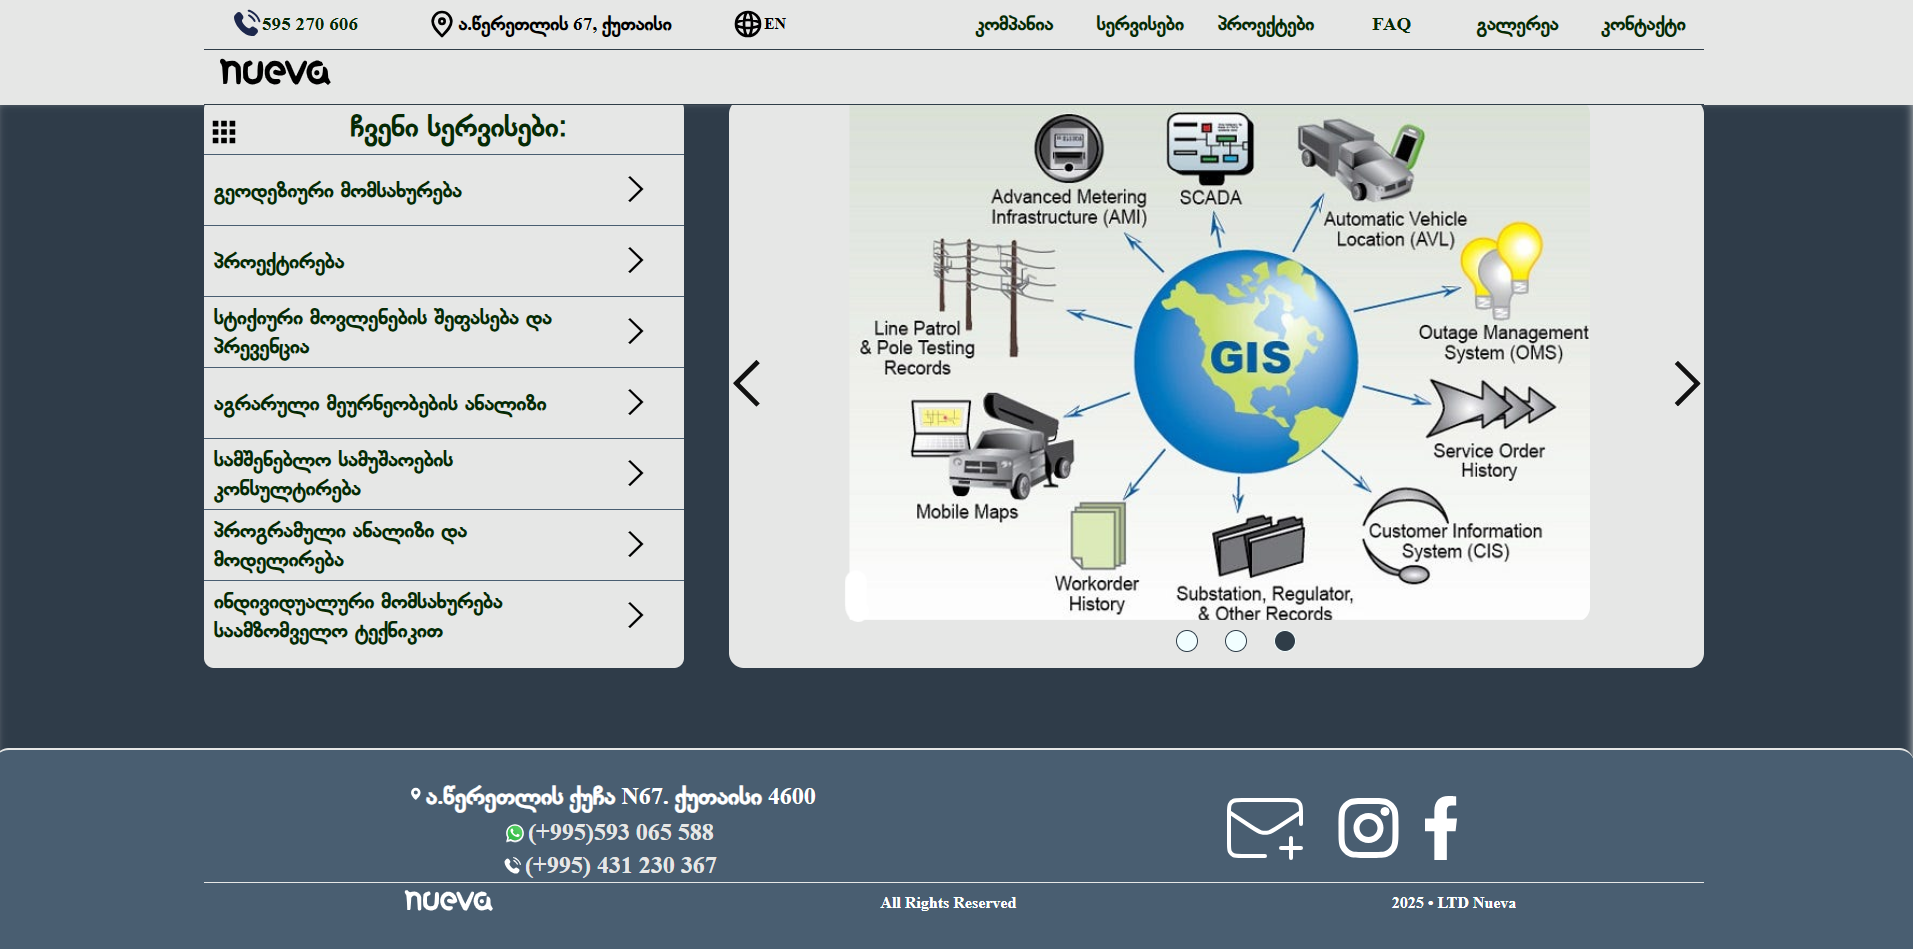 595 270 606
ა.წერეთლის 67, ქუთაისი
EN
კომპანია
სერვისები
პროექტები
FAQ
გალერეა
კონტაქტი
nueva
ჩვენი სერვისები:
გეოდეზიური მომსახურება
პროექტირება
სტიქიური მოვლენების შეფასება და
პრევენცია
აგრარული მეურნეობების ანალიზი
სამშენებლო სამუშაოების
კონსულტირება
პროგრამული ანალიზი და
მოდელირება
ინდივიდუალური მომსახურება
საამზომველო ტექნიკით
Advanced Metering
Infrastructure (AMI)
SCADA
Automatic Vehicle
Location (AVL)
Line Patrol
& Pole Testing
Records
GIS
Outage Management
System (OMS)
Service Order
History
Mobile Maps
Customer Information
System (CIS)
Workorder
History
Substation, Regulator,
& Other Records
ა.წერეთლის ქუჩა N67. ქუთაისი 4600
(+995)593 065 588
(+995) 431 230 367
nueva
All Rights Reserved
2025 • LTD Nueva